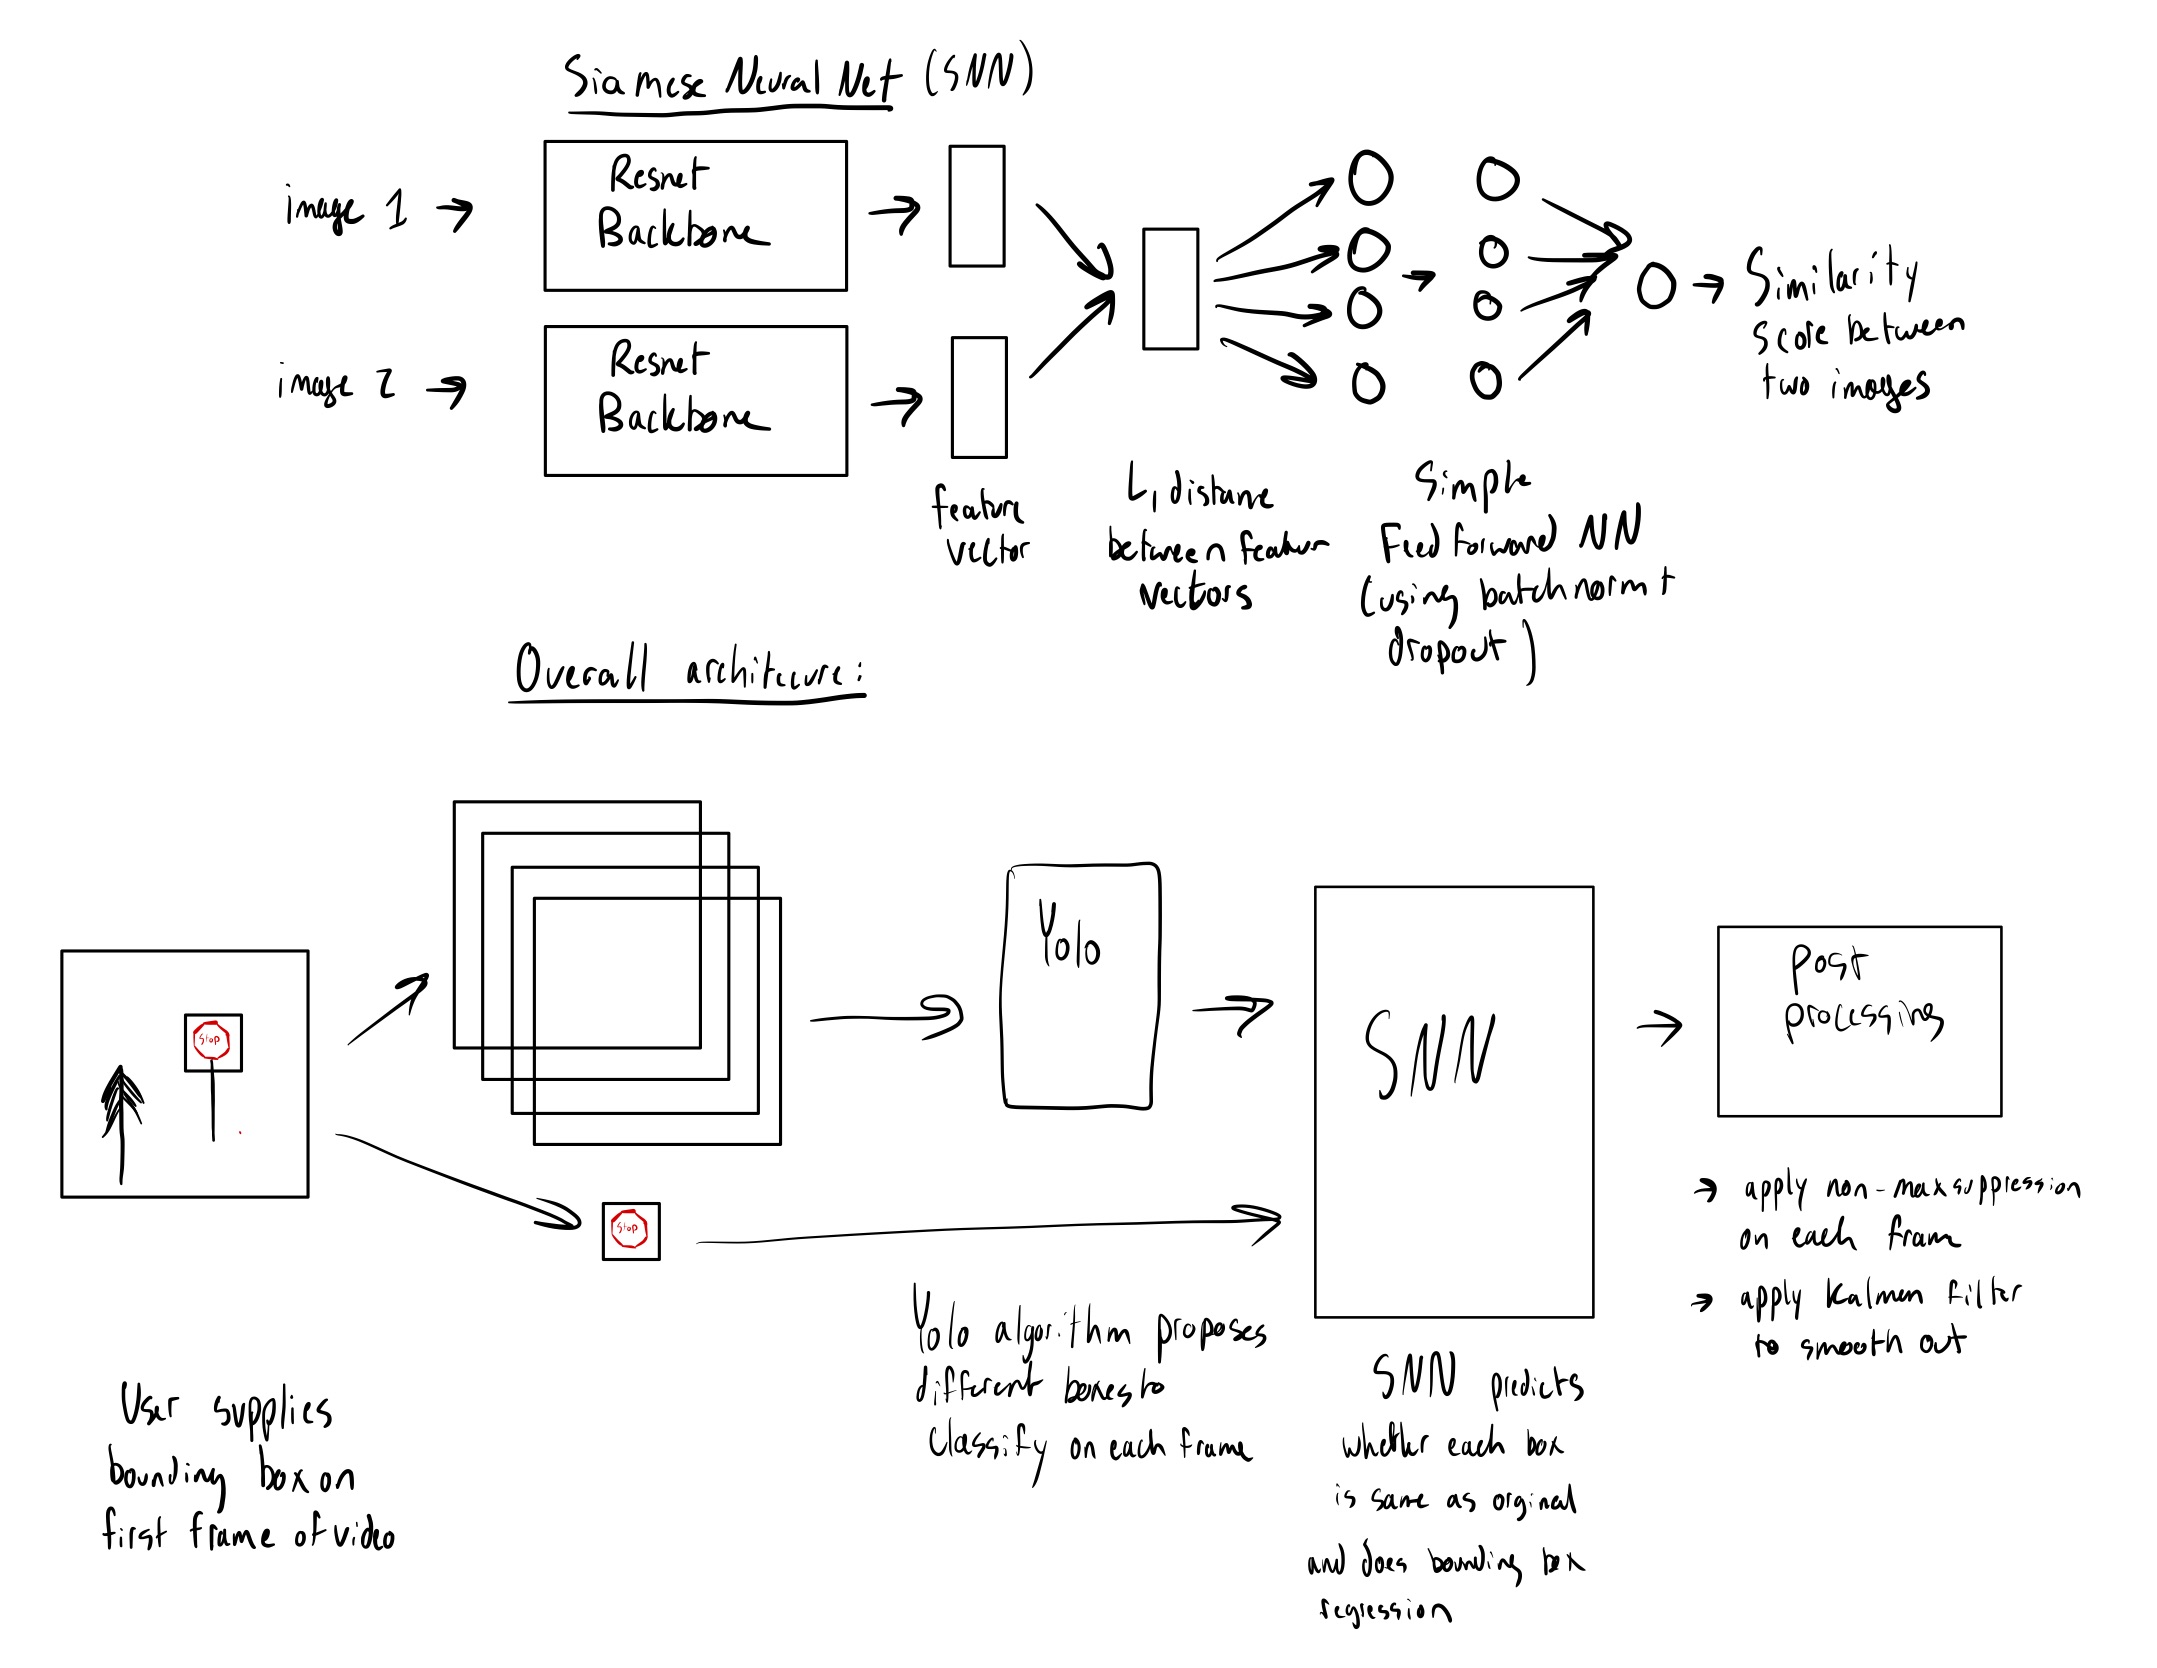 Siamese Neural Net (SNN)
image 1
Resnet
Backbone
image 2
Resnet
Backbone
feature
vector
L1 distance
between feature
vectors
Simple
Feed forward NN
(using batchnorm +
dropout)
Similarity
score between
two images
Overall architecure:
Stop
Stop
Yolo
SNN
Post
processing
User supplies
bounding box on
first frame of video
Yolo algorithm proposes
different boxes to
classify on each frame
SNN predicts
whether each box
is same as orginal
and does bounding box
regression
apply non-maxsuppression
on each frame
apply Kalman filter
to smooth out